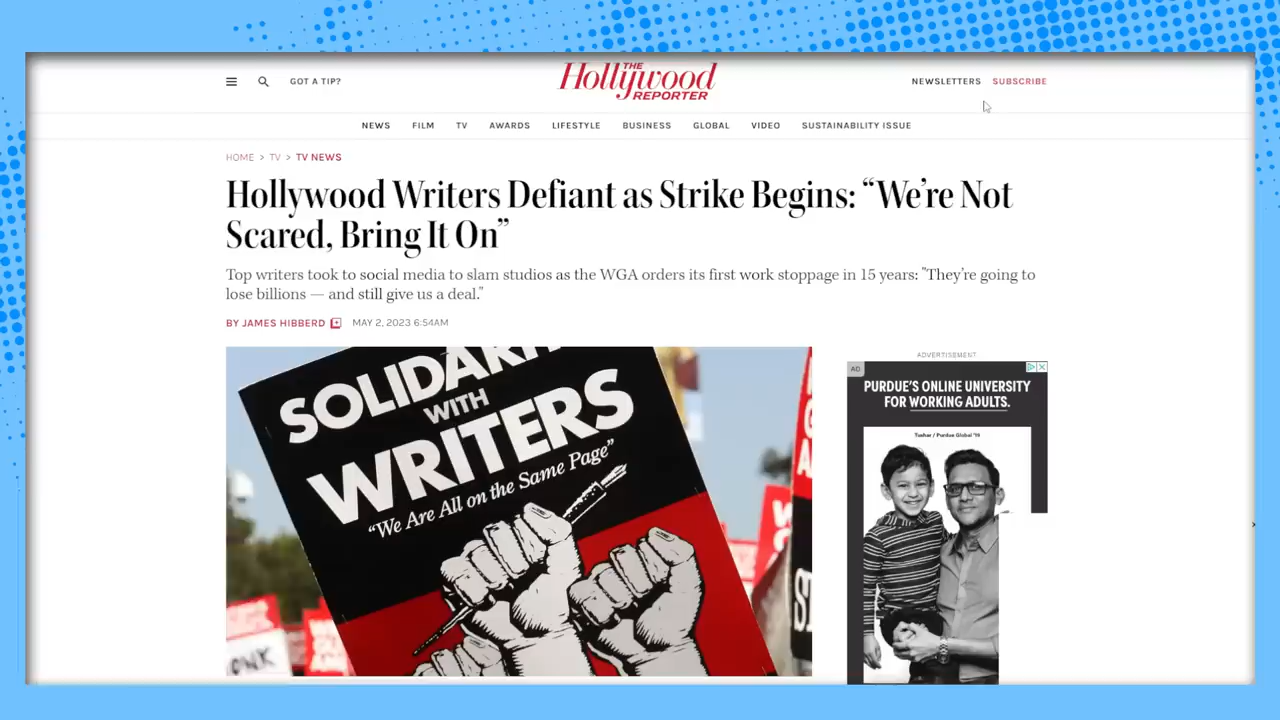 GOT A TIP?
THE
Hollywood
REPORTER
NEWSLETTERS SUBSCRIBE
NEWS FILM TV AWARDS LIFESTYLE BUSINESS GLOBAL VIDEO SUSTAINABILITY ISSUE
HOME > TV > TV NEWS
Hollywood Writers Defiant as Strike Begins: “We’re Not
Scared, Bring It On”
Top writers took to social media to slam studios as the WGA orders its first work stoppage in 15 years: "They’re going to
lose billions — and still give us a deal."
BY JAMES HIBBERD MAY 2, 2023 6:54AM
WITH
WRITERS
“We Are All on the Same Page”
ADVERTISEMENT
AD
PURDUE'S ONLINE UNIVERSITY
FOR WORKING ADULTS.
Tushar / Purdue Global '16